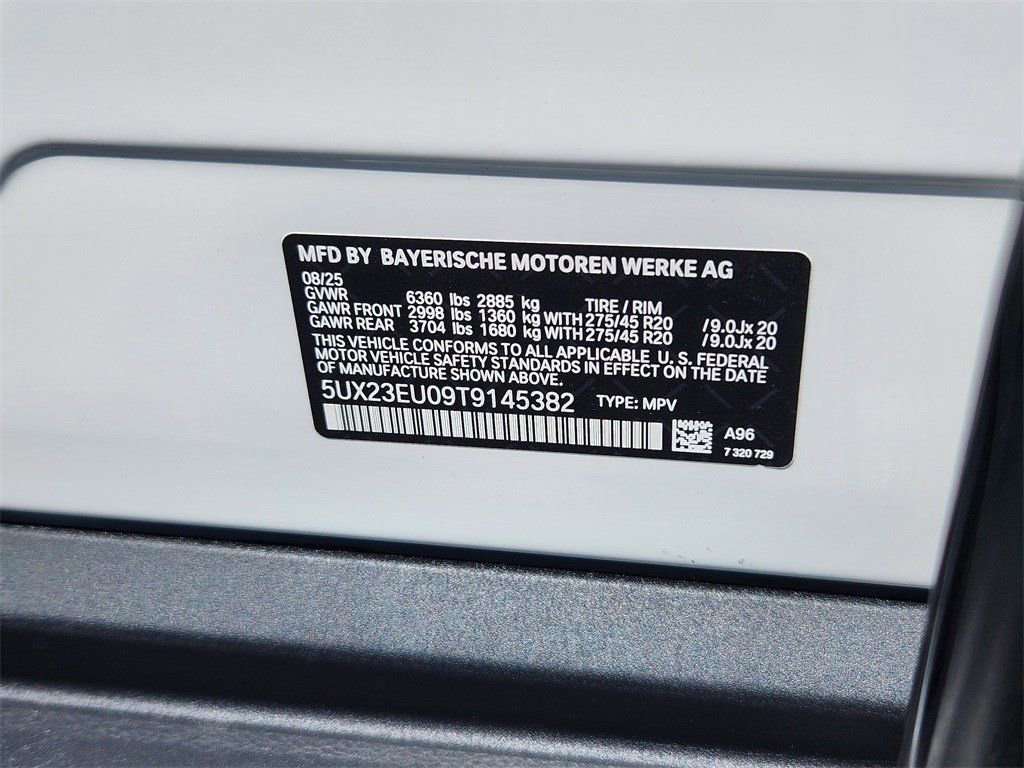 MFD BY BAYERISCHE MOTOREN WERKE AG
08/25
GVWR 6360 lbs 2885 kg TIRE / RIM
GAWR FRONT 2998 lbs 1360 kg WITH 275/45 R20 /9.0Jx 20
GAWR REAR 3704 lbs 1680 kg WITH 275/45 R20 /9.0Jx 20
THIS VEHICLE CONFORMS TO ALL APPLICABLE U. S. FEDERAL
MOTOR VEHICLE SAFETY STANDARDS IN EFFECT ON THE DATE
OF MANUFACTURE SHOWN ABOVE.
5UX23EU09T9145382 TYPE: MPV
A96
7 320 729